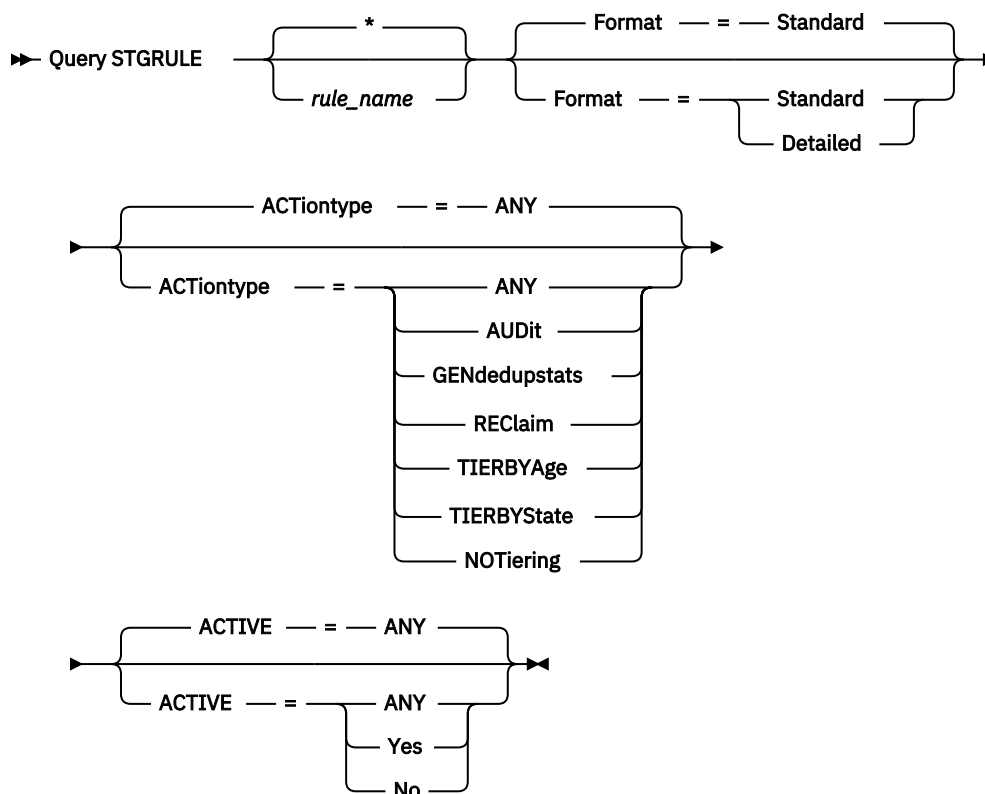 *
Format = Standard
Query STGRULE
rule_name
Format = Standard
Detailed
ACTiontype = ANY
ACTiontype = ANY
AUDit
GENdedupstats
REClaim
TIERBYAge
TIERBYState
NOTiering
ACTIVE = ANY
ACTIVE = ANY
Yes
No